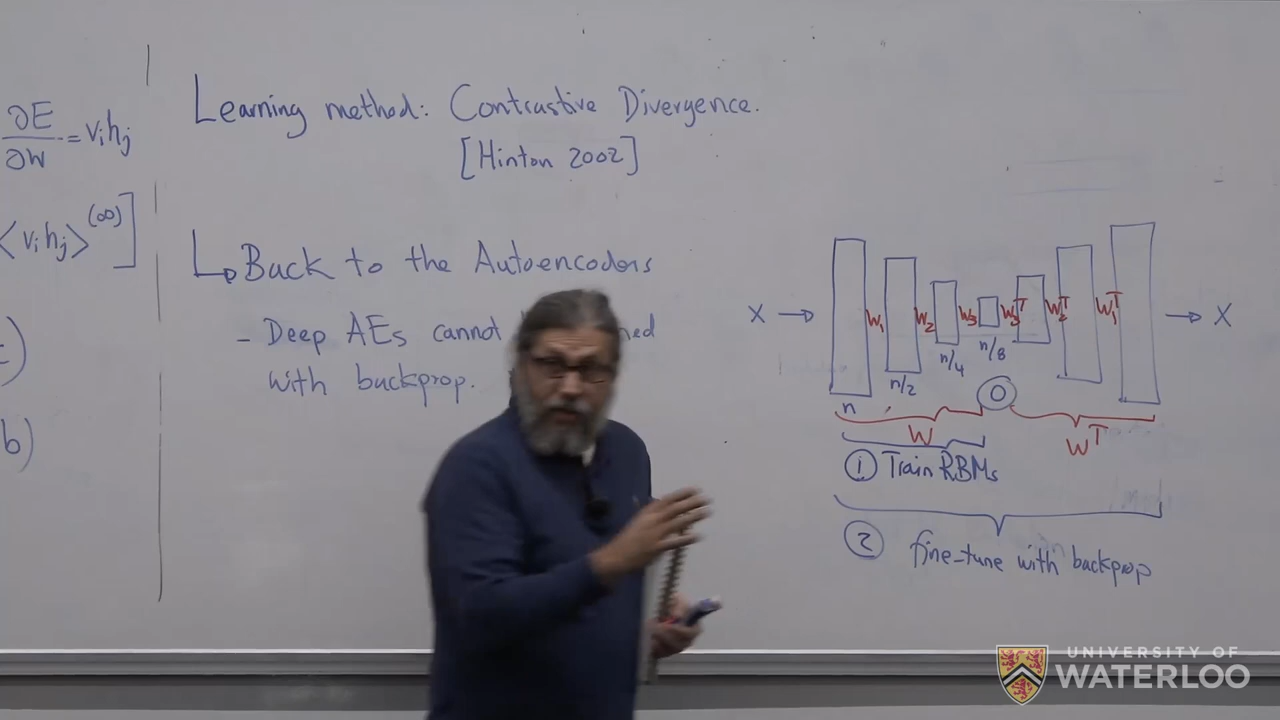 ∂E/∂W = vᵢhⱼ
⟨vᵢhⱼ⟩⁽∞⁾]
b)
Learning method: Contrastive Divergence.
[Hinton 2002]
↳ Back to the Autoencoders
- Deep AEs cannot
with backprop.
X → W₁ W₂ W₃ W₃ᵀ W₂ᵀ W₁ᵀ → X
n n/2 n/4 n/8
O
W Wᵀ
① Train RBMs
② fine-tune with backprop
UNIVERSITY OF
WATERLOO